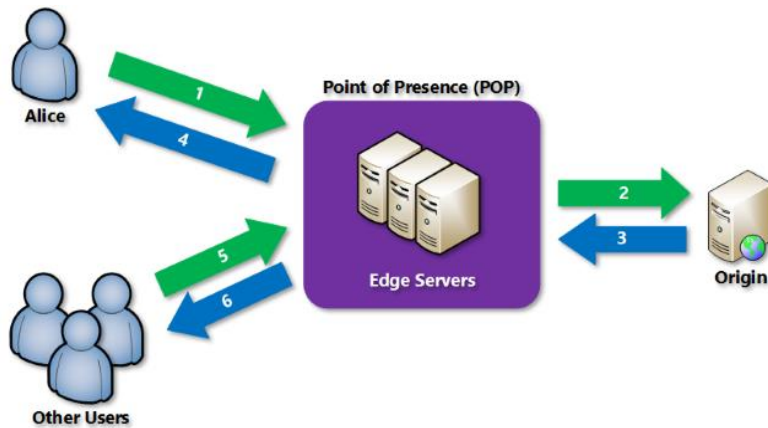 Alice
1
4
Point of Presence (POP)
Edge Servers
2
3
Origin
5
6
Other Users